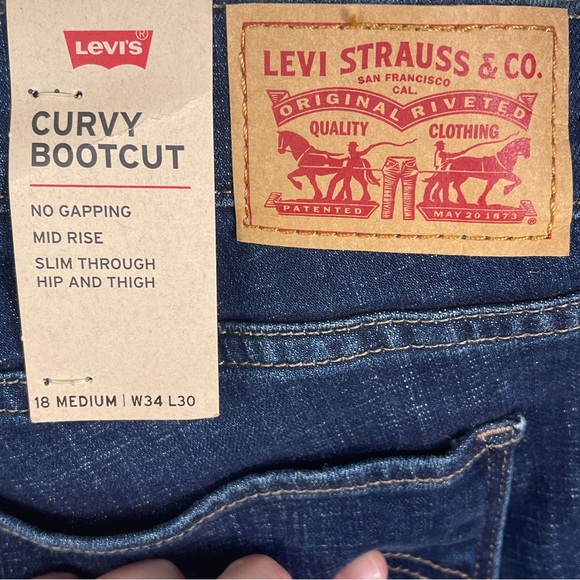 LEVI'S®
CURVY
BOOTCUT
NO GAPPING
MID RISE
SLIM THROUGH
HIP AND THIGH
18 MEDIUM | W34 L30
LEVI STRAUSS & CO.
SAN FRANCISCO
CAL.
ORIGINAL RIVETED
QUALITY CLOTHING
PATENTED MAY 20 1873 ®